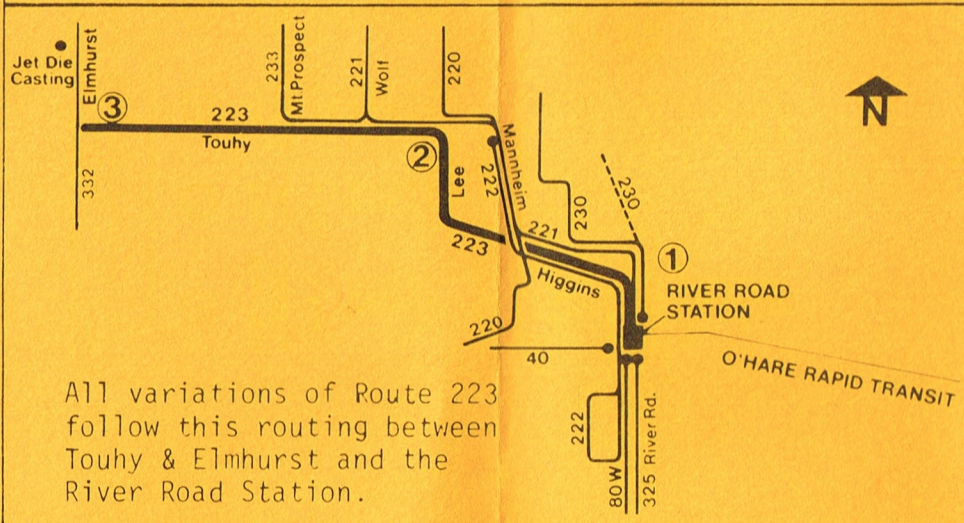 Jet Die
Casting
Elmhurst
3
332
223
Touhy
233
Mt.Prospect
221
Wolf
220
2
Lee
223
222
Mannheim
221
Higgins
220
40
230
230
1
N
RIVER ROAD
STATION
O'HARE RAPID TRANSIT
222
80W
325 River Rd.
All variations of Route 223
follow this routing between
Touhy & Elmhurst and the
River Road Station.